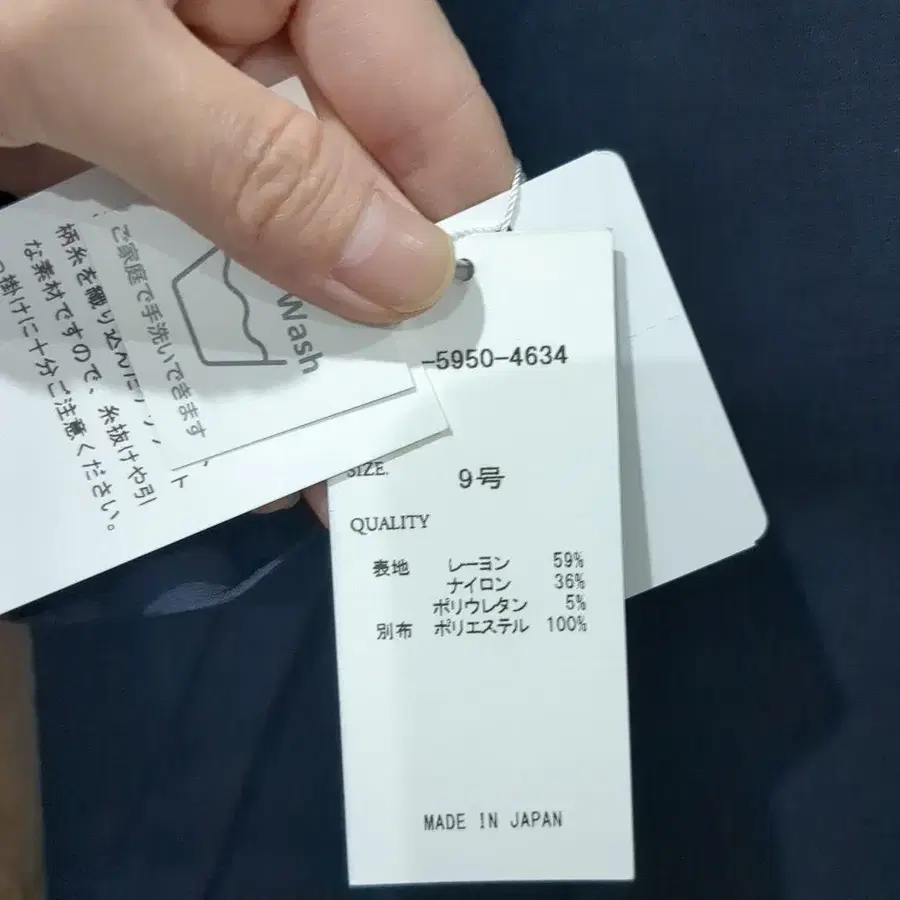 -5950-4634
SIZE.
9号
QUALITY
表地 レーヨン 59%
ナイロン 36%
ポリウレタン 5%
別布 ポリエステル 100%
MADE IN JAPAN
Wash
ご家庭で手洗いできます
柄糸を織り込んだ
な素材ですので、糸抜けや引
掛けに十分ご注意ください。